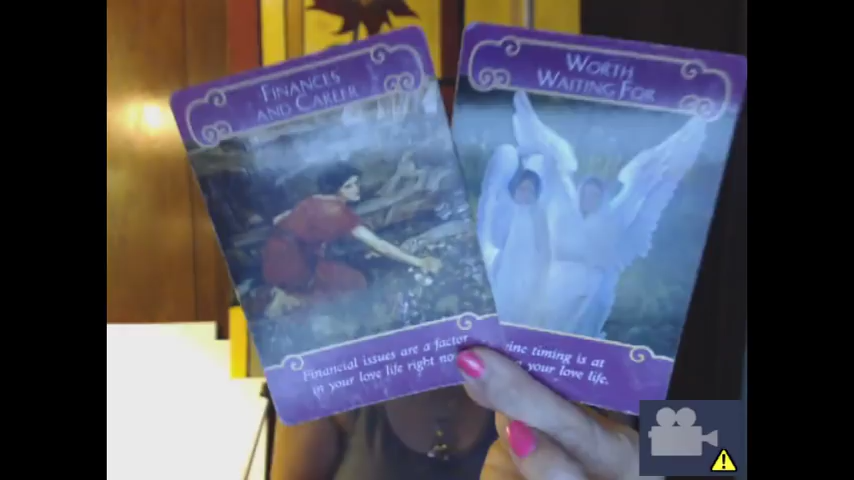 FINANCES
AND CAREER
Financial issues are a factor
in your love life right no
WORTH
WAITING FOR
vine timing is at
your love life.